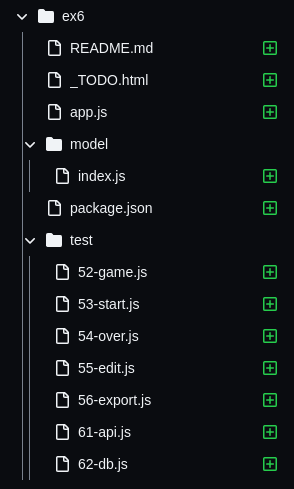 ex6
README.md
_TODO.html
app.js
model
index.js
package.json
test
52-game.js
53-start.js
54-over.js
55-edit.js
56-export.js
61-api.js
62-db.js